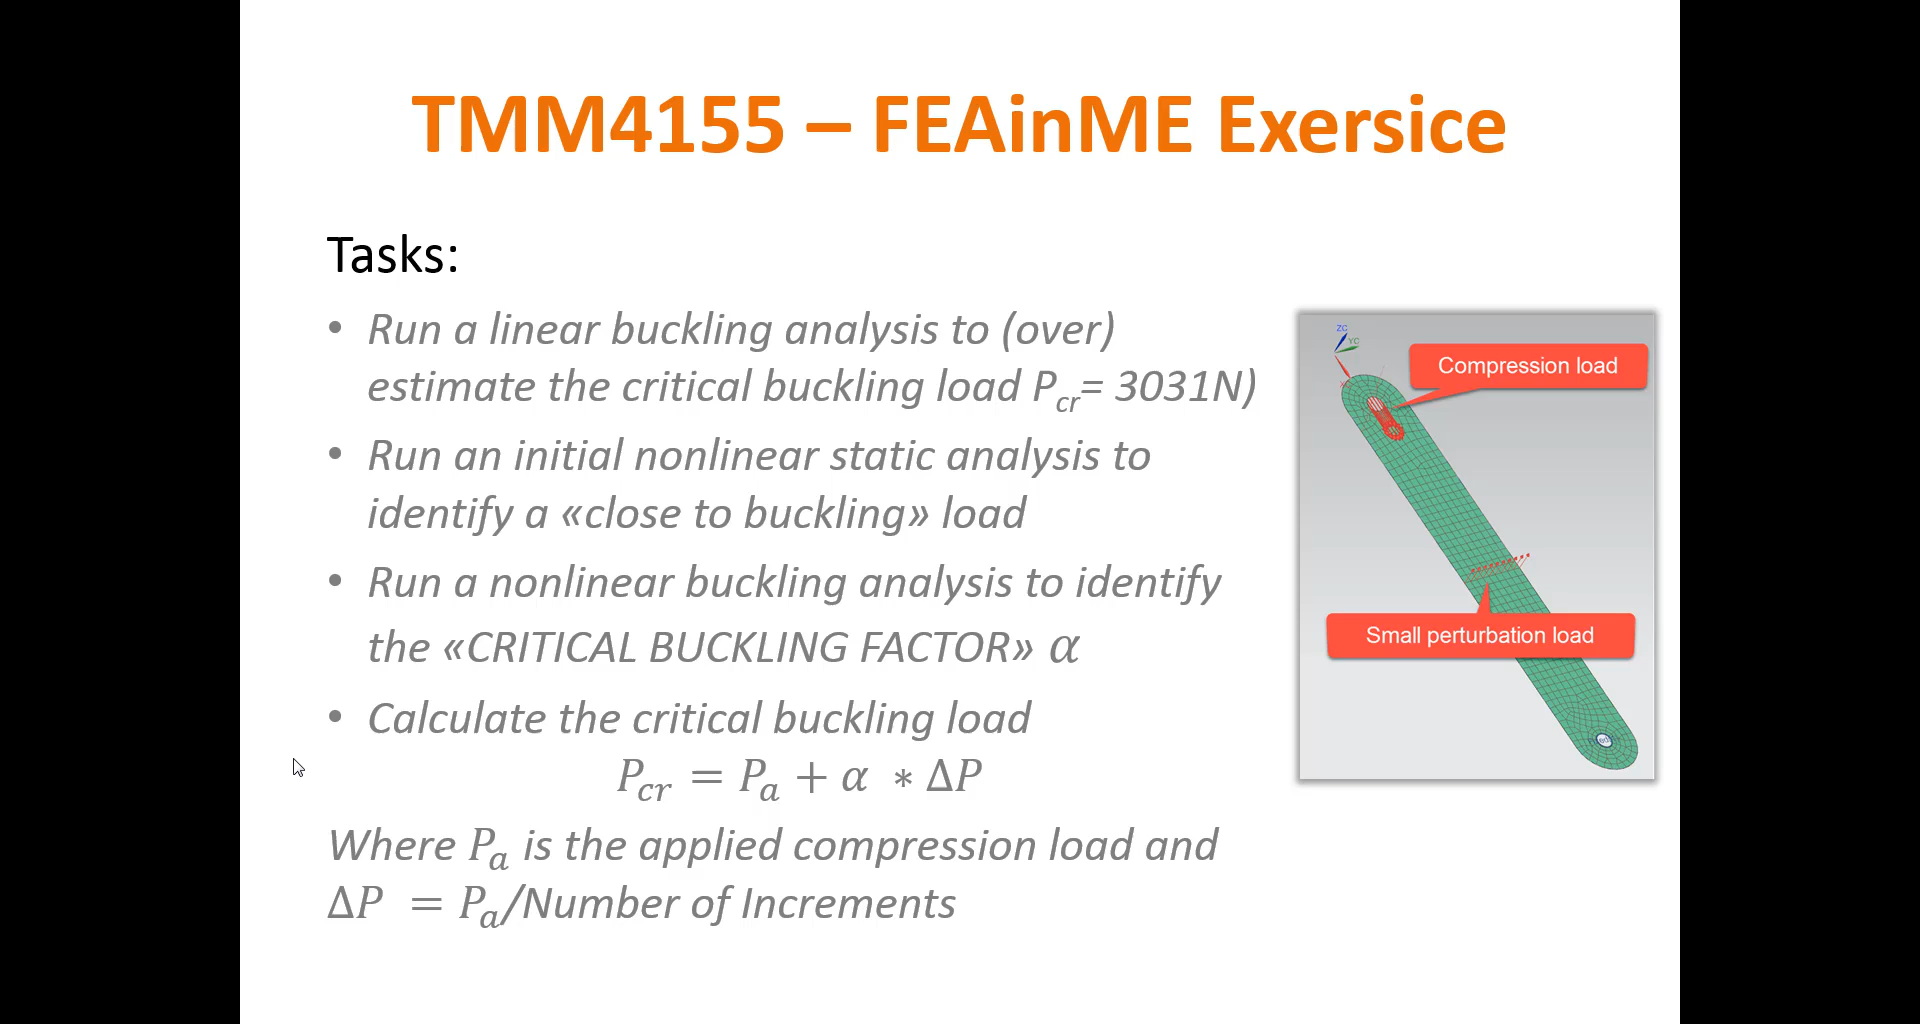 TMM4155 – FEAinME Exersice
Tasks:
• Run a linear buckling analysis to (over)
estimate the critical buckling load Pcr= 3031N)
• Run an initial nonlinear static analysis to
identify a «close to buckling» load
• Run a nonlinear buckling analysis to identify
the «CRITICAL BUCKLING FACTOR» α
• Calculate the critical buckling load
Pcr = Pa + α ∗ ΔP
Where Pa is the applied compression load and
ΔP = Pa/Number of Increments
ZC
YC
Compression load
Small perturbation load